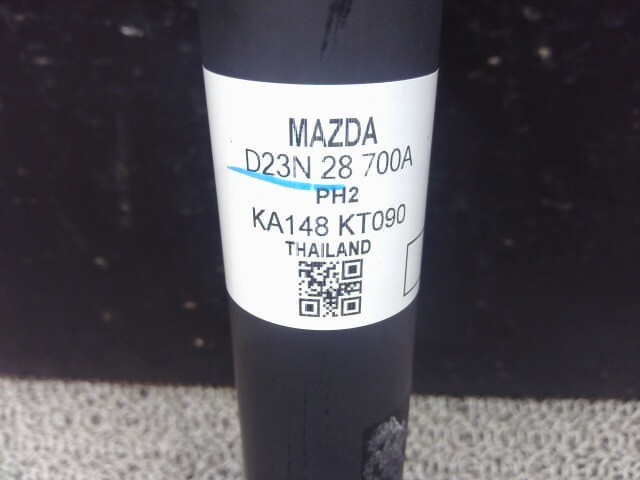 MAZDA
D23N 28 700A
PH2
KA148 KT090
THAILAND